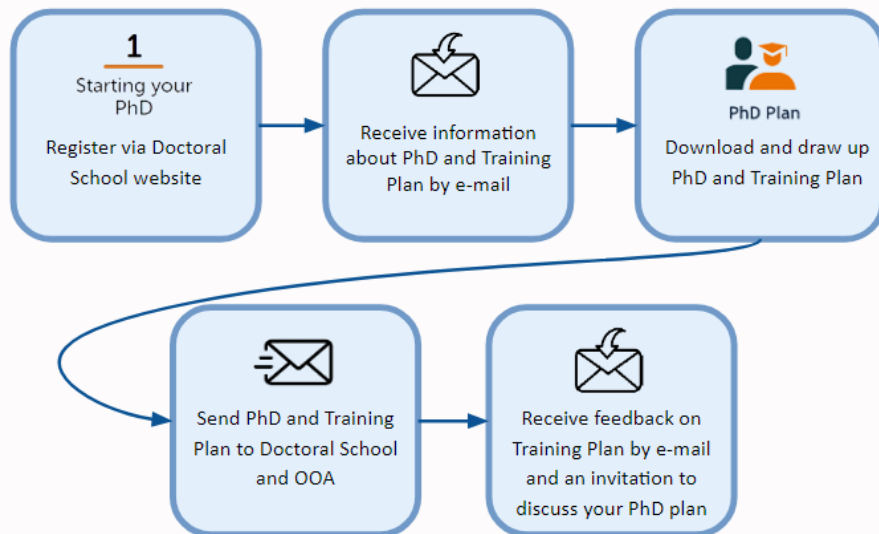 1
Starting your
PhD
Register via Doctoral
School website
Receive information
about PhD and Training
Plan by e-mail
PhD Plan
Download and draw up
PhD and Training Plan
Send PhD and Training
Plan to Doctoral School
and OOA
Receive feedback on
Training Plan by e-mail
and an invitation to
discuss your PhD plan